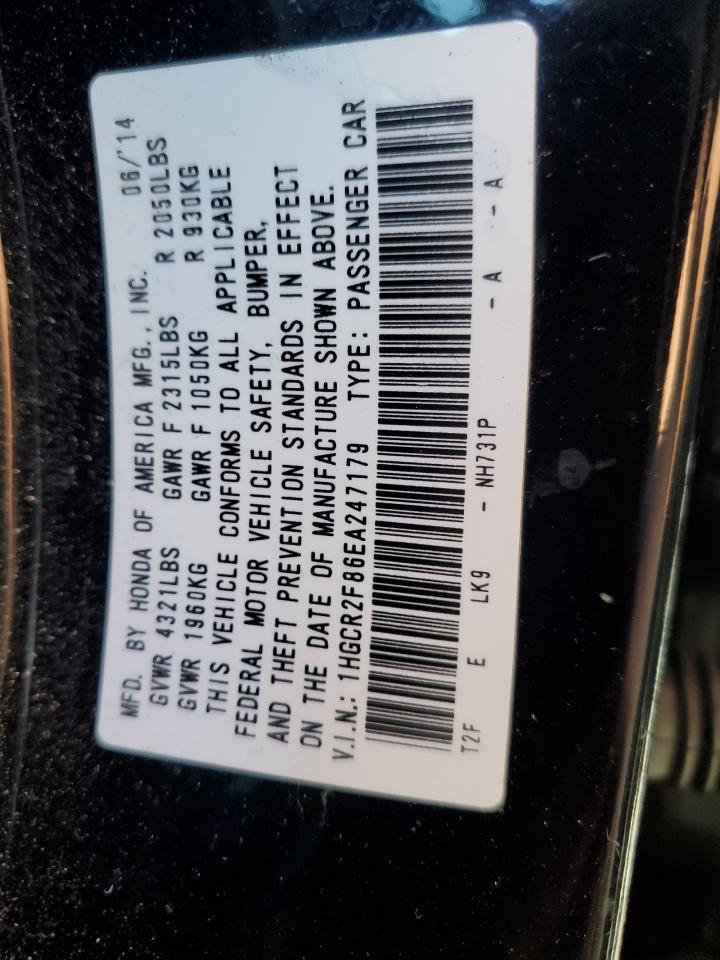 MFD. BY HONDA OF AMERICA MFG., INC. 06/'14
GVWR 4321LBS GAWR F 2315LBS R 2050LBS
GVWR 1960KG GAWR F 1050KG R 930KG
THIS VEHICLE CONFORMS TO ALL APPLICABLE
FEDERAL MOTOR VEHICLE SAFETY, BUMPER,
AND THEFT PREVENTION STANDARDS IN EFFECT
ON THE DATE OF MANUFACTURE SHOWN ABOVE.
V.I.N.: 1HGCR2F86EA247179 TYPE: PASSENGER CAR
T2F E LK9 - NH731P - A - A